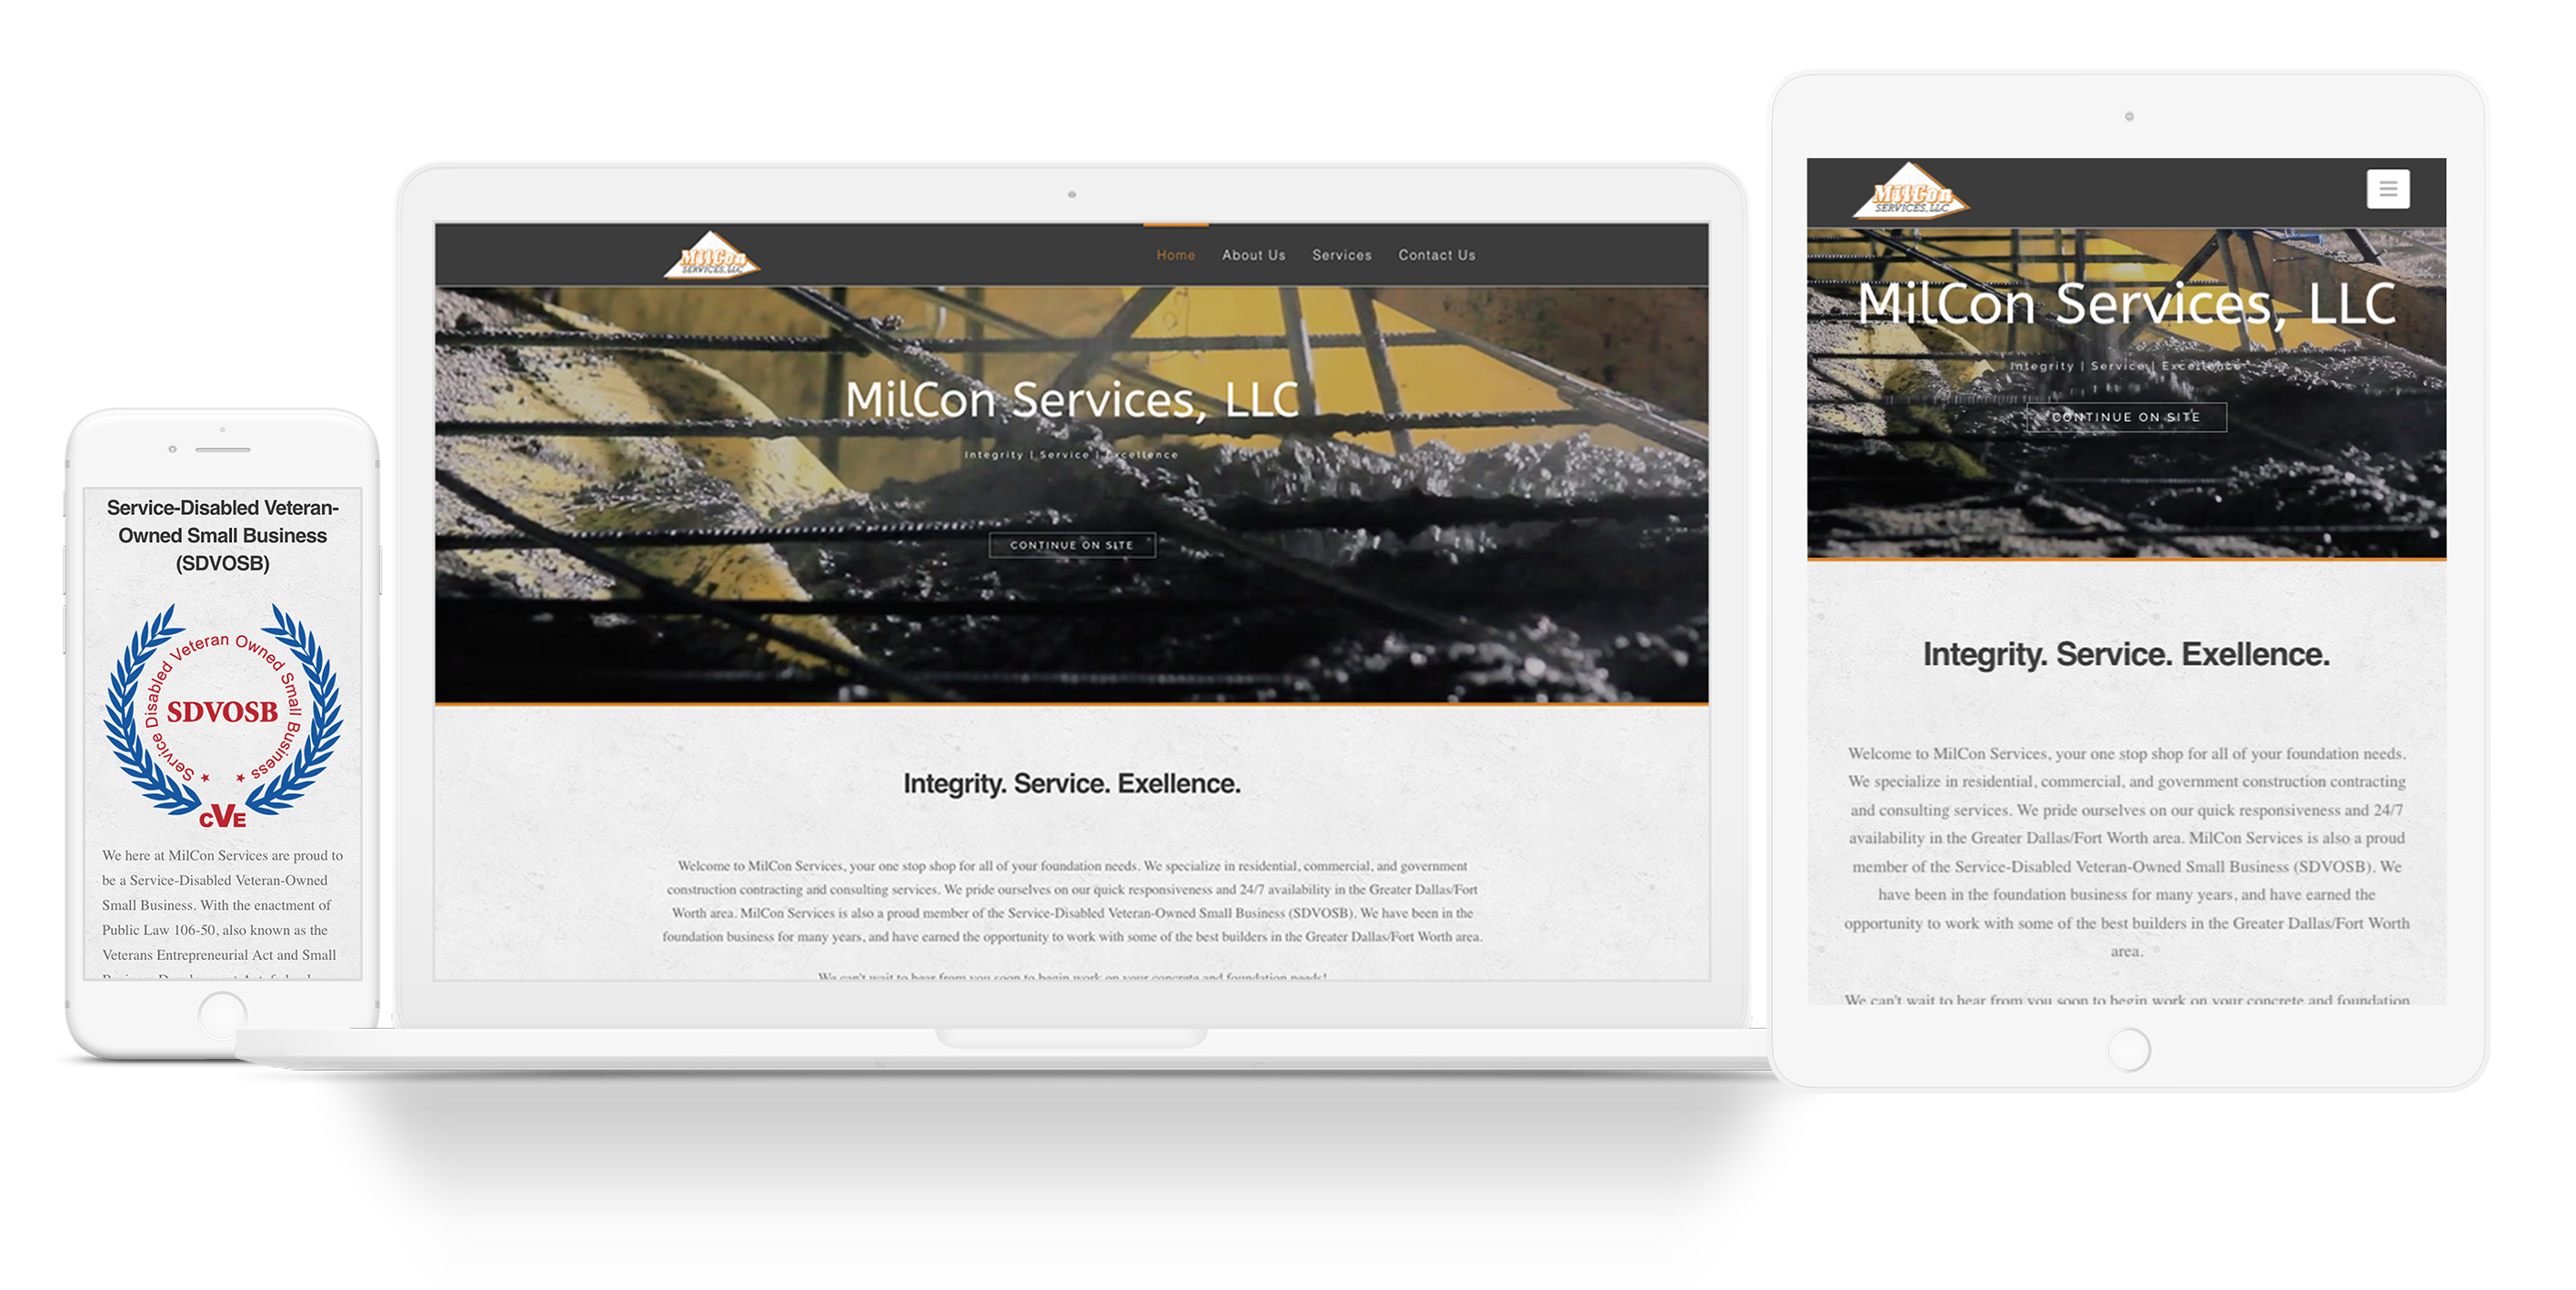 Service-Disabled Veteran-
Owned Small Business
(SDVOSB)
Service Disabled Veteran Owned Small Business
SDVOSB
CVE
We here at MilCon Services are proud to
be a Service-Disabled Veteran-Owned
Small Business. With the enactment of
Public Law 106-50, also known as the
Veterans Entrepreneurial Act and Small
MilCon
SERVICES, LLC
Home About Us Services Contact Us
MilCon Services, LLC
Integrity | Service | Excellence
CONTINUE ON SITE
Integrity. Service. Exellence.
Welcome to MilCon Services, your one stop shop for all of your foundation needs. We specialize in residential, commercial, and government
construction contracting and consulting services. We pride ourselves on our quick responsiveness and 24/7 availability in the Greater Dallas/Fort
Worth area. MilCon Services is also a proud member of the Service-Disabled Veteran-Owned Small Business (SDVOSB). We have been in the
foundation business for many years, and have earned the opportunity to work with some of the best builders in the Greater Dallas/Fort Worth area.
We can't wait to hear from you soon to begin work on your concrete and foundation needs!
MilCon
SERVICES, LLC
MilCon Services, LLC
Integrity | Service | Excellence
CONTINUE ON SITE
Integrity. Service. Exellence.
Welcome to MilCon Services, your one stop shop for all of your foundation needs.
We specialize in residential, commercial, and government construction contracting
and consulting services. We pride ourselves on our quick responsiveness and 24/7
availability in the Greater Dallas/Fort Worth area. MilCon Services is also a proud
member of the Service-Disabled Veteran-Owned Small Business (SDVOSB). We
have been in the foundation business for many years, and have earned the
opportunity to work with some of the best builders in the Greater Dallas/Fort Worth
area.
We can't wait to hear from you soon to begin work on your concrete and foundation